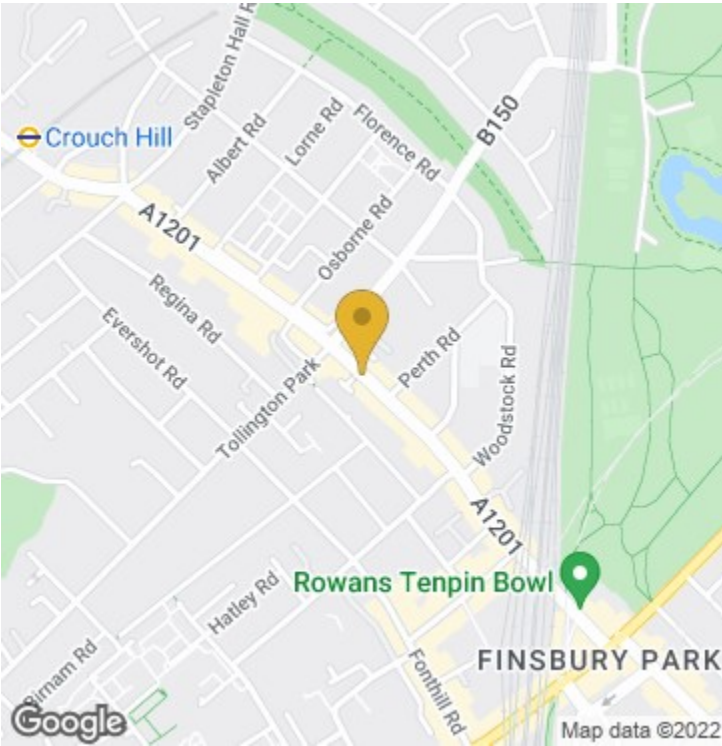 Stapleton Hall R
Crouch Hill
Albert Rd
Lorne Rd
Florence Rd
B150
A1201
Osborne Rd
Regina Rd
Evershot Rd
Perth Rd
Tollington Park
Woodstock Rd
A1201
Rowans Tenpin Bowl
Hatley Rd
FINSBURY PARK
Birnam Rd
Fonthill Rd
Google
Map data ©2022